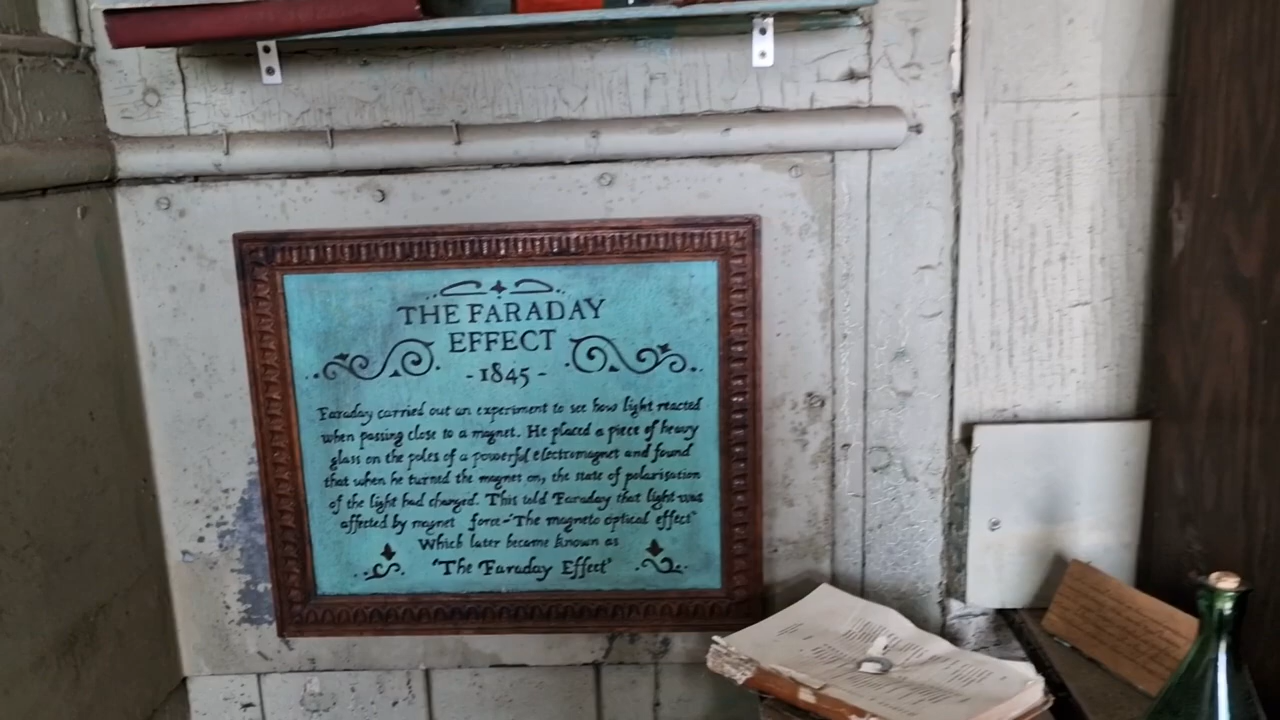 THE FARADAY
EFFECT
- 1845 -
Faraday carried out an experiment to see how light reacted
when passing close to a magnet. He placed a piece of heavy
glass on the poles of a powerful electromagnet and found
that when he turned the magnet on, the state of polarisation
of the light had changed. This told Faraday that light was
affected by magnet force-"The magneto optical effect"
Which later became known as
'The Faraday Effect'